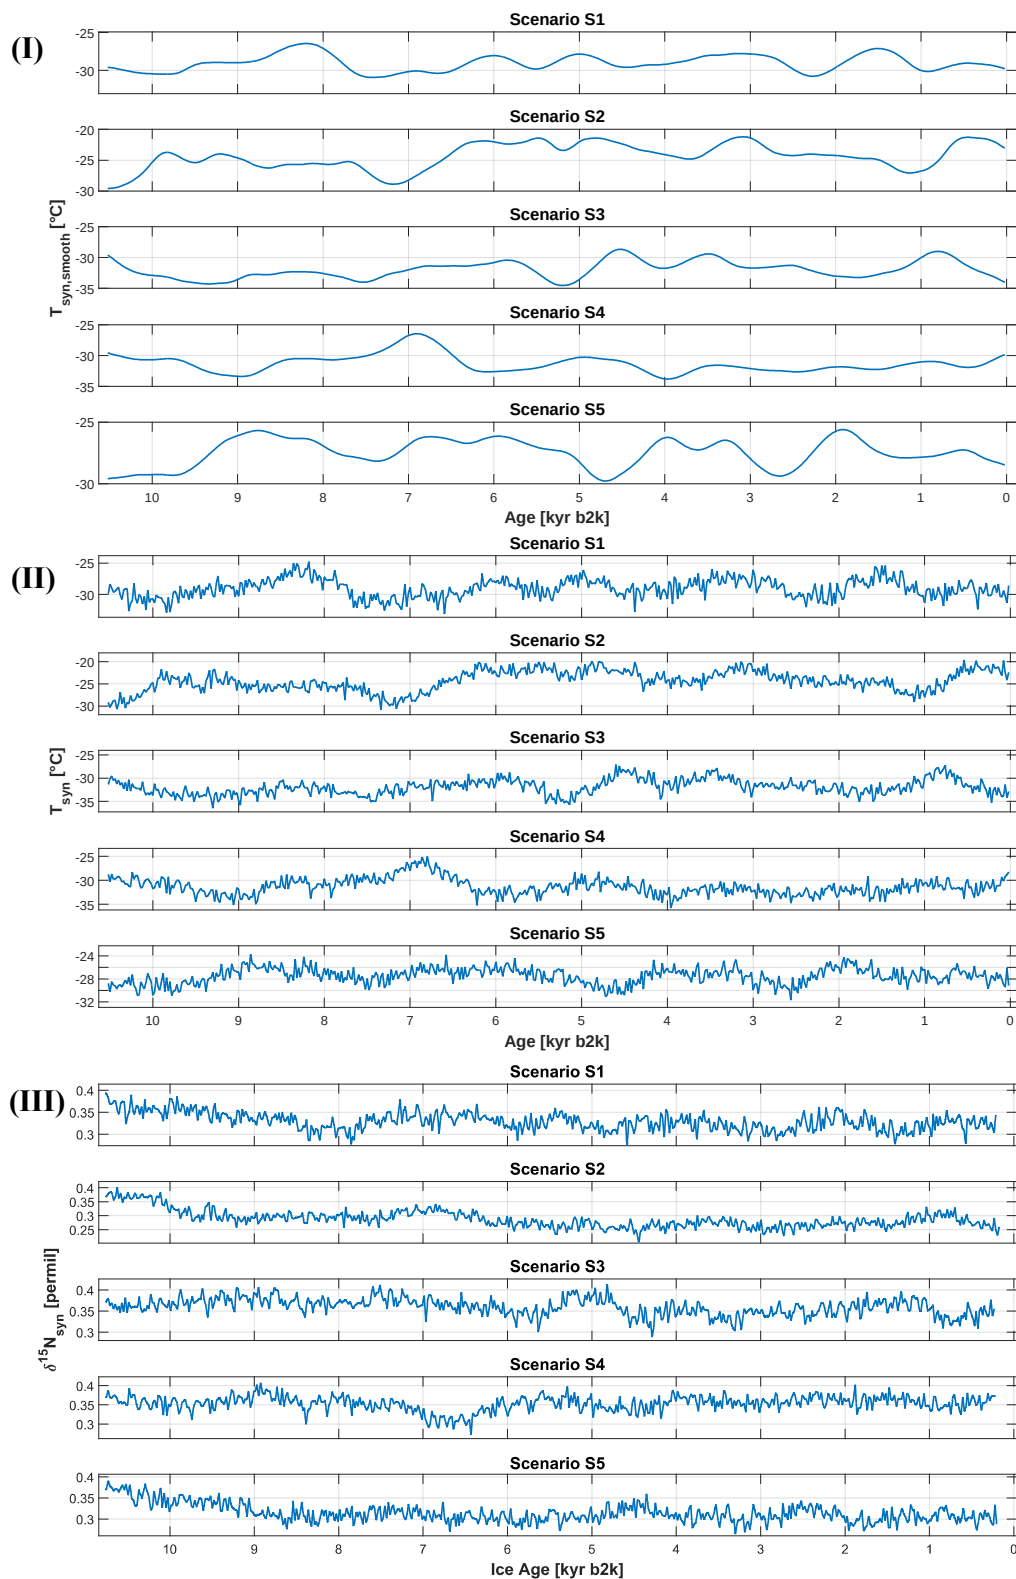 (I)
Scenario S1
-25
-30
Scenario S2
-20
-25
-30
Scenario S3
-25
-30
-35
Scenario S4
-25
-30
-35
Scenario S5
-25
-30
T_syn,smooth [°C]
10 9 8 7 6 5 4 3 2 1 0
Age [kyr b2k]
(II)
Scenario S1
-25
-30
Scenario S2
-20
-25
-30
Scenario S3
-25
-30
-35
Scenario S4
-25
-30
-35
Scenario S5
-24
-28
-32
T_syn [°C]
10 9 8 7 6 5 4 3 2 1 0
Age [kyr b2k]
(III)
Scenario S1
0.4
0.35
0.3
Scenario S2
0.4
0.35
0.3
0.25
Scenario S3
0.4
0.35
0.3
Scenario S4
0.4
0.35
0.3
Scenario S5
0.4
0.35
0.3
δ¹⁵N_syn [permil]
10 9 8 7 6 5 4 3 2 1 0
Ice Age [kyr b2k]